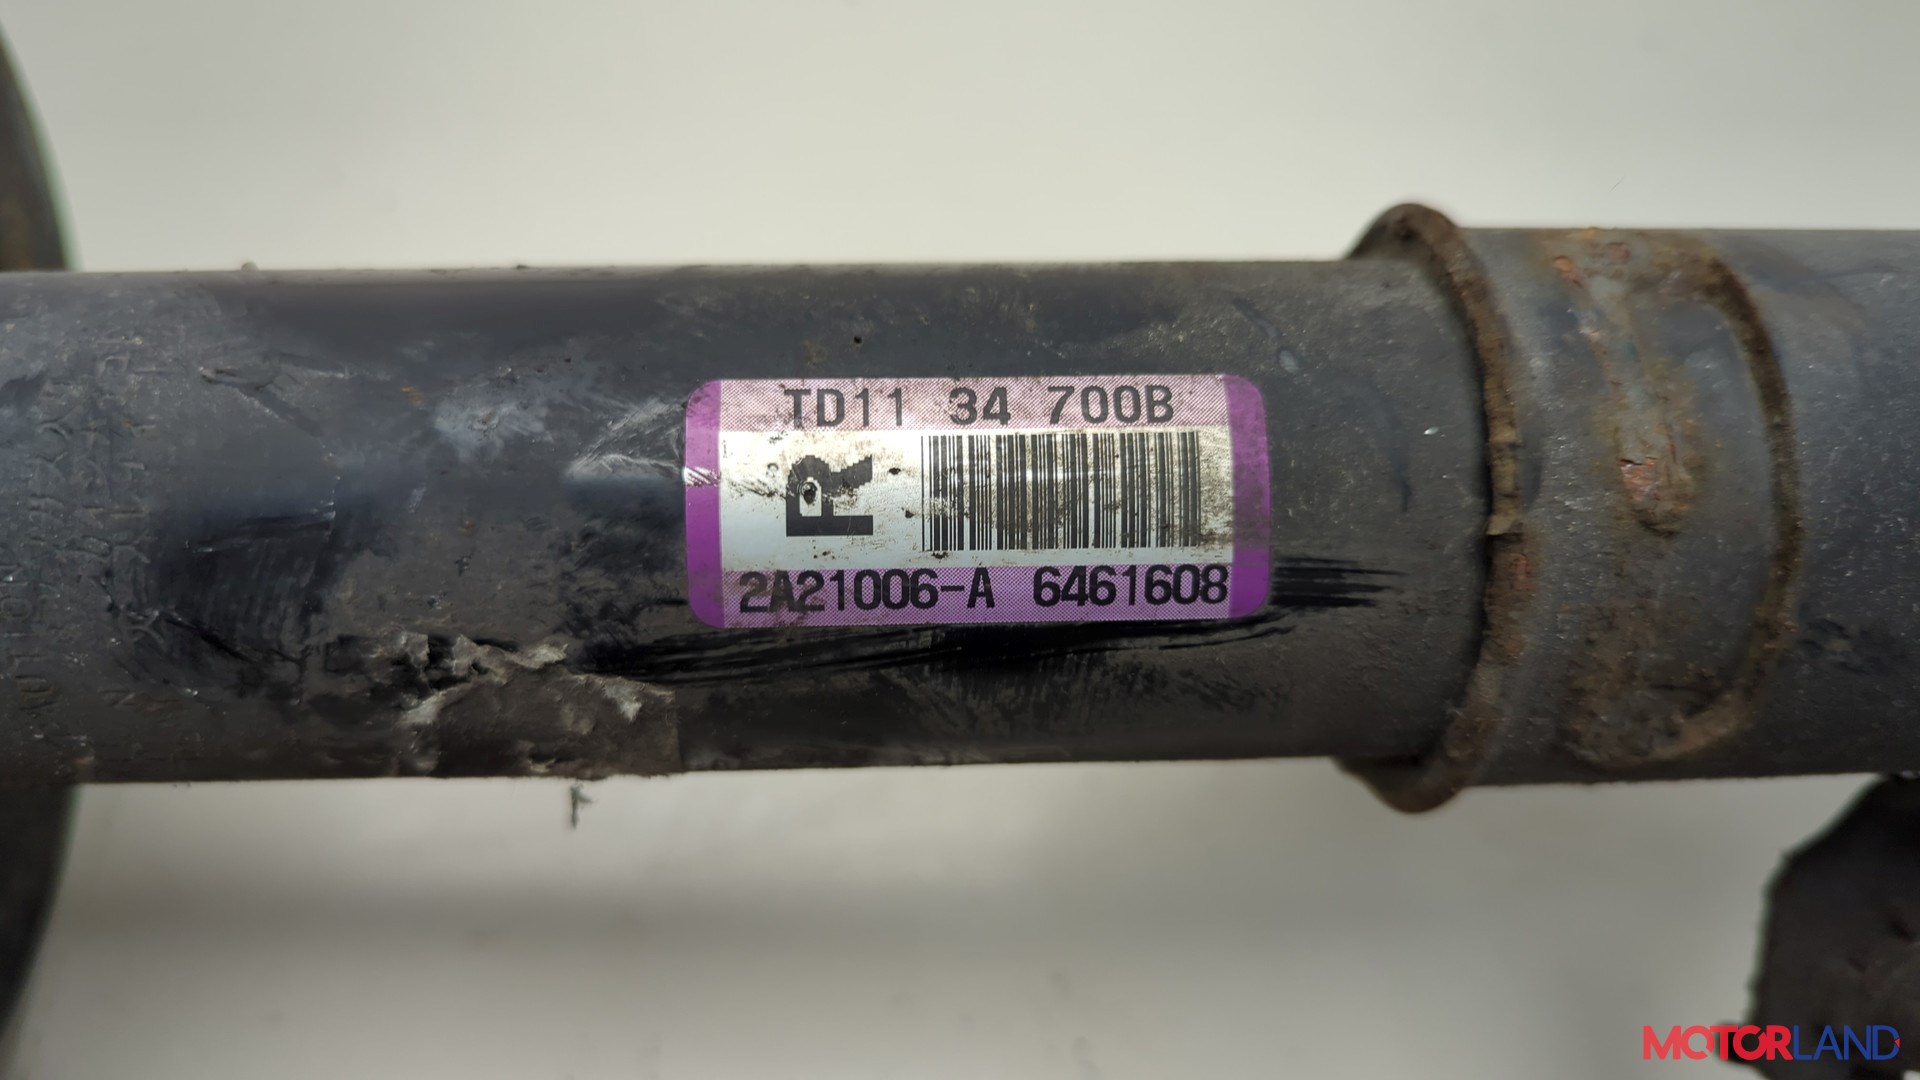 TD11 34 700B
R
2A21006-A 6461608
MOTORLAND